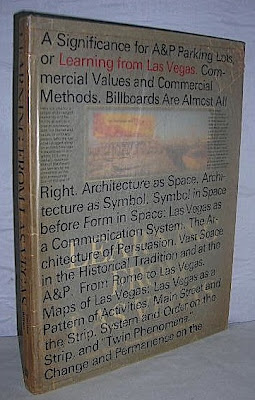 A Significance for A&P Parking Lots,
or Learning from Las Vegas. Com-
mercial Values and Commercial
Methods. Billboards Are Almost All
Right. Architecture as Space. Archi-
tecture as Symbol. Symbol in Space
before Form in Space: Las Vegas as
a Communication System. The Ar-
chitecture of Persuasion. Vast Space
in the Historical Tradition and at the
A&P. From Rome to Las Vegas.
Maps of Las Vegas. Las Vegas as a
Pattern of Activities. Main Street and
the Strip. System and Order on the
Strip, and "Twin Phenomena."
Change and Permanence on the